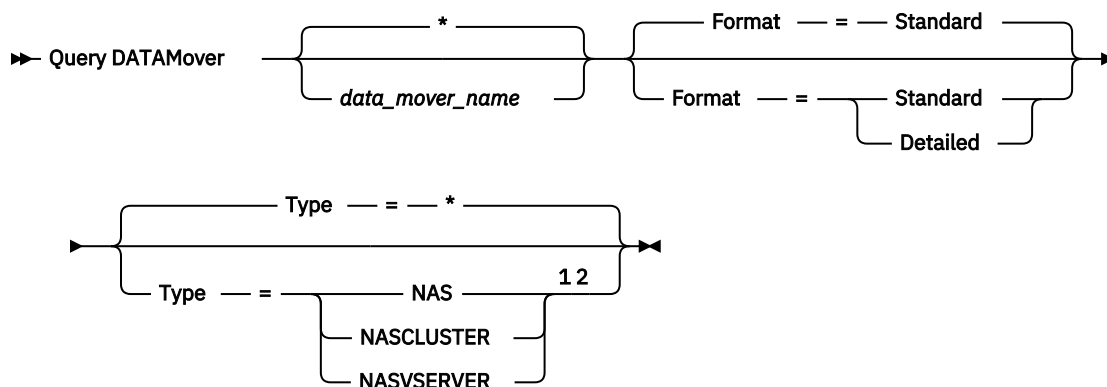 *
Format = Standard
Query DATAMover
data_mover_name
Format = Standard
Detailed
Type = *
1 2
Type = NAS
NASCLUSTER
NASVSERVER